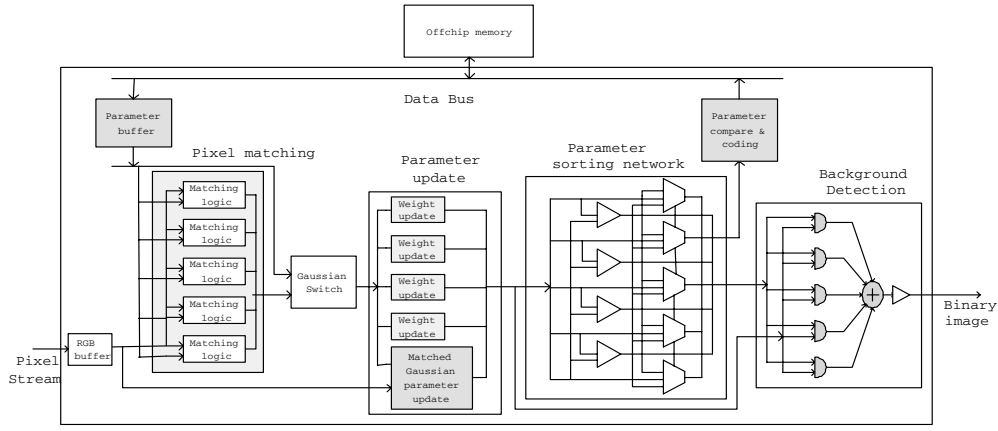 Offchip memory
Data Bus
Parameter
buffer
Parameter
compare &
coding
Pixel matching
Parameter
update
Parameter
sorting network
Background
Detection
Matching
logic
Matching
logic
Matching
logic
Matching
logic
Matching
logic
Gaussian
Switch
Weight
update
Weight
update
Weight
update
Weight
update
Matched
Gaussian
parameter
update
RGB
buffer
Pixel
Stream
+
Binary
image